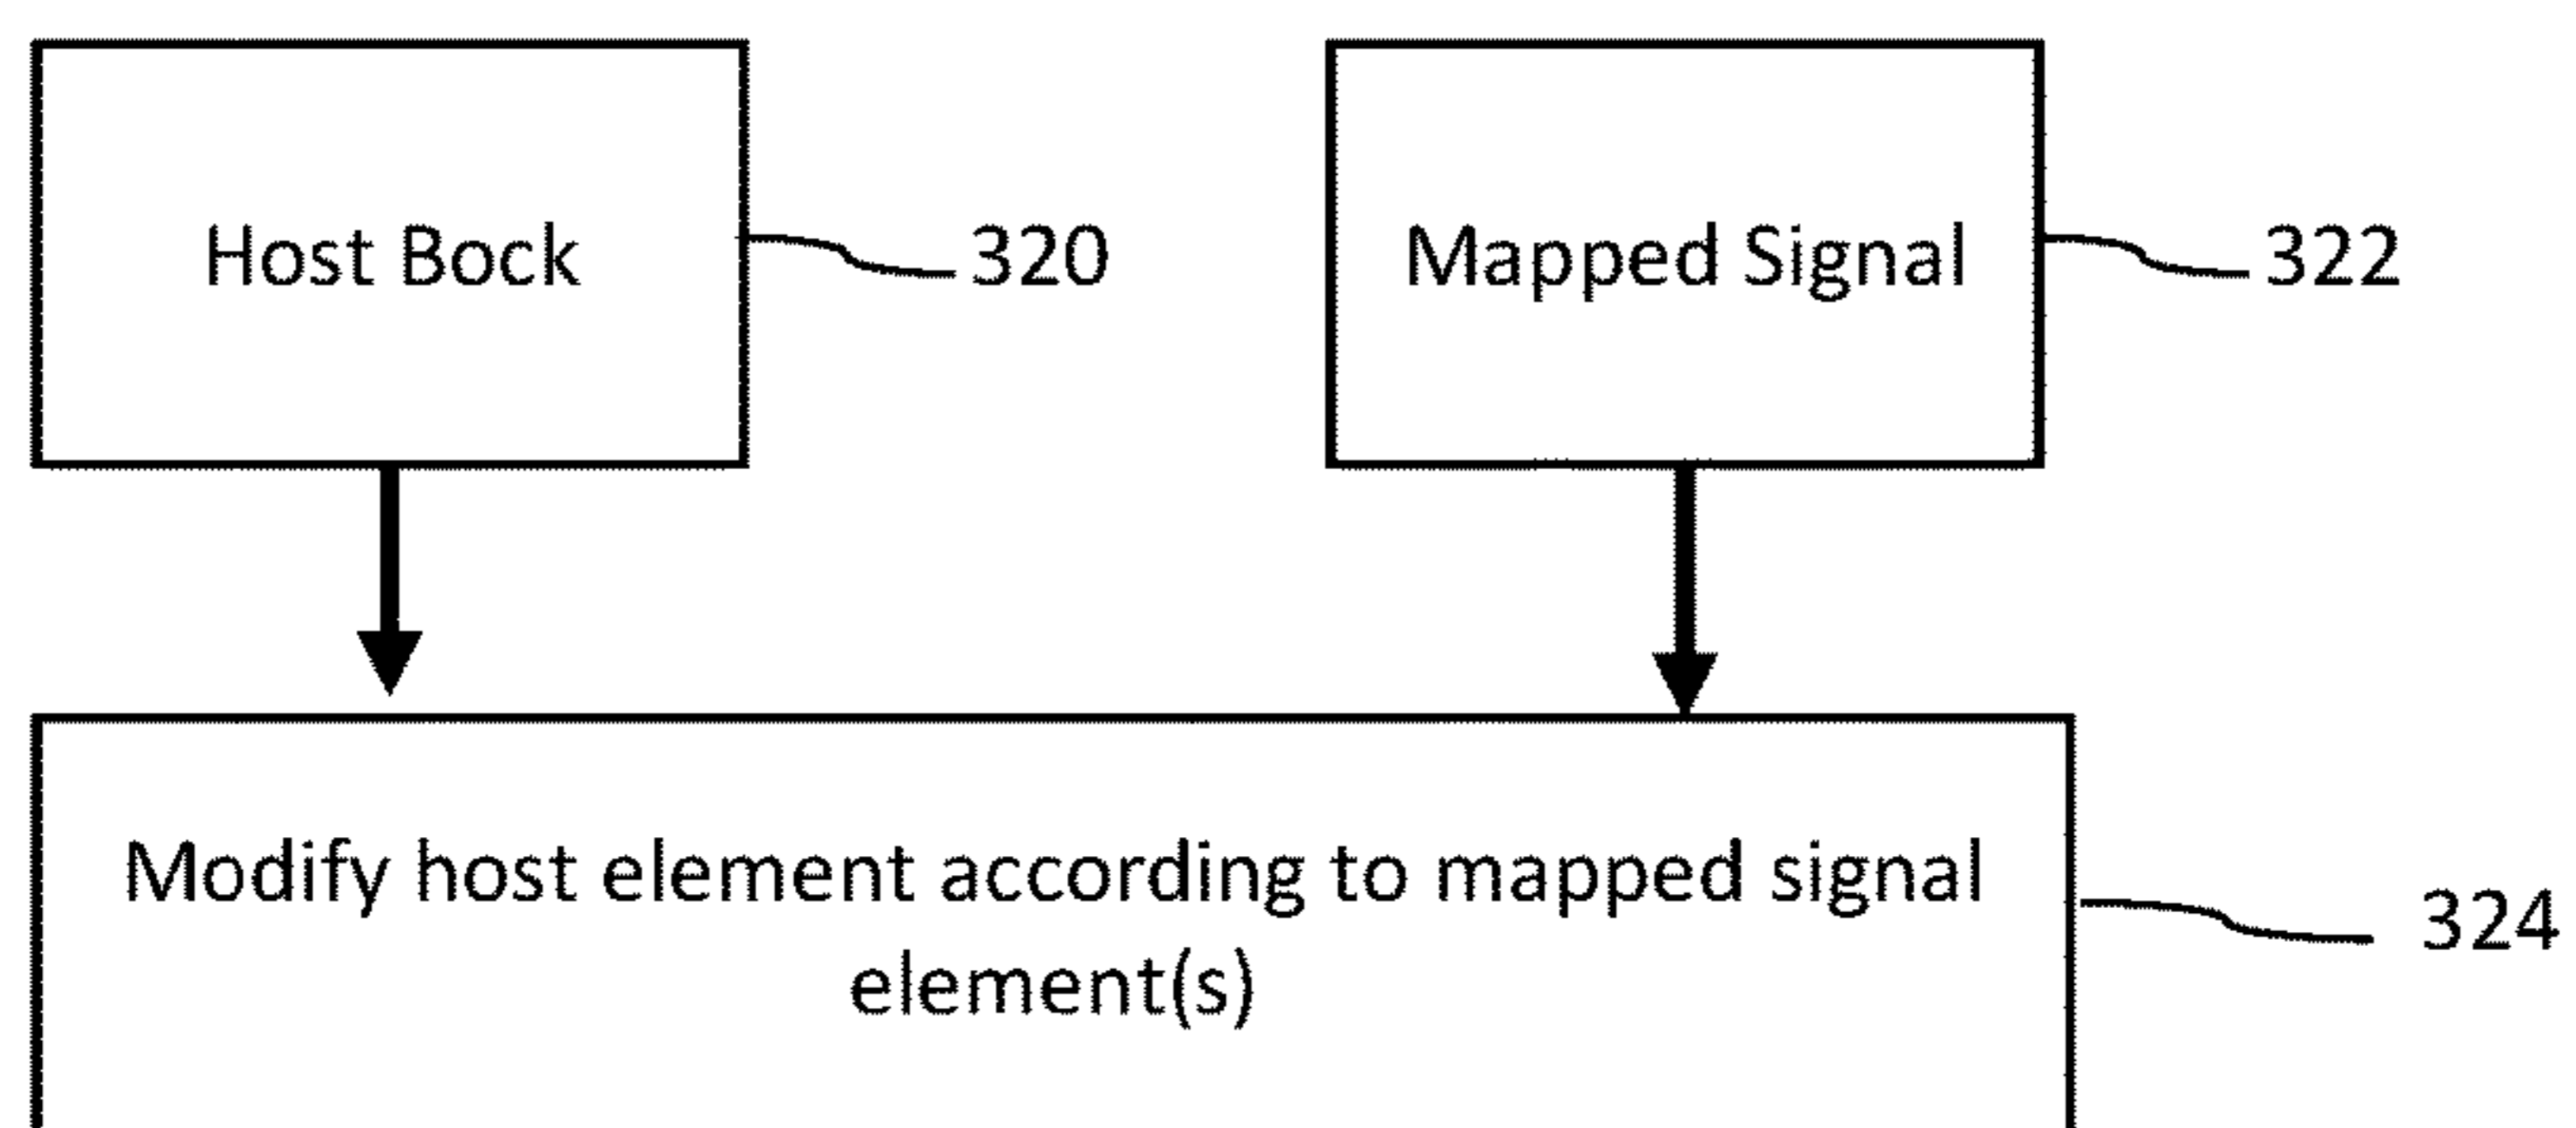 Host Bock
320
Mapped Signal
322
Modify host element according to mapped signal
element(s)
324